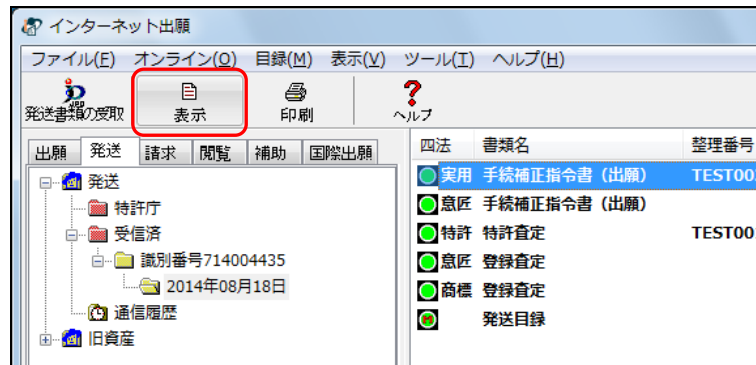 インターネット出願
ファイル(F) オンライン(O) 目録(M) 表示(V) ツール(T) ヘルプ(H)
発送書類の受取 表示 印刷 ヘルプ
出願 発送 請求 閲覧 補助 国際出願
発送
特許庁
受信済
識別番号714004435
2014年08月18日
通信履歴
旧資産
四法 書類名 整理番号
実用 手続補正指令書（出願） TEST00
意匠 手続補正指令書（出願）
特許 特許査定 TEST00
意匠 登録査定
商標 登録査定
発送目録